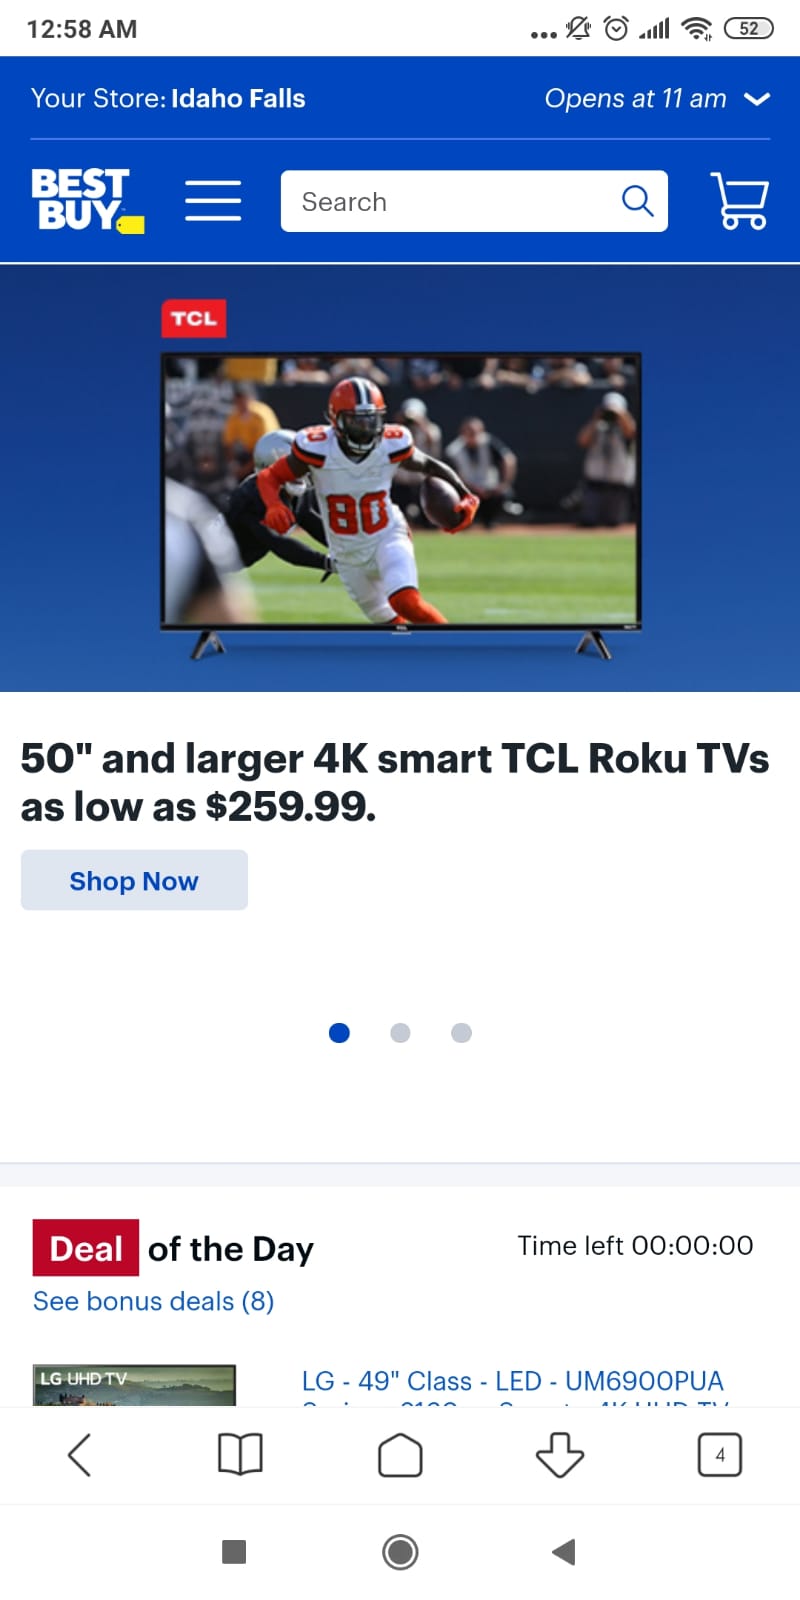 12:58 AM
52
Your Store: Idaho Falls
Opens at 11 am
BEST
BUY
Search
TCL
80
50" and larger 4K smart TCL Roku TVs
as low as $259.99.
Shop Now
Deal of the Day
Time left 00:00:00
See bonus deals (8)
LG UHD TV
LG - 49" Class - LED - UM6900PUA
4